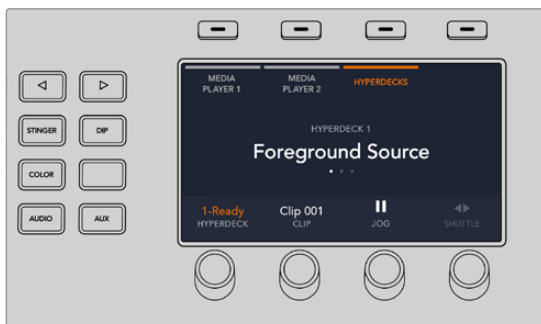 MEDIA
PLAYER 1
MEDIA
PLAYER 2
HYPERDECKS
HYPERDECK 1
Foreground Source
1-Ready
HYPERDECK
Clip 001
CLIP
JOG
SHUTTLE
STINGER
DIP
COLOR
AUDIO
AUX